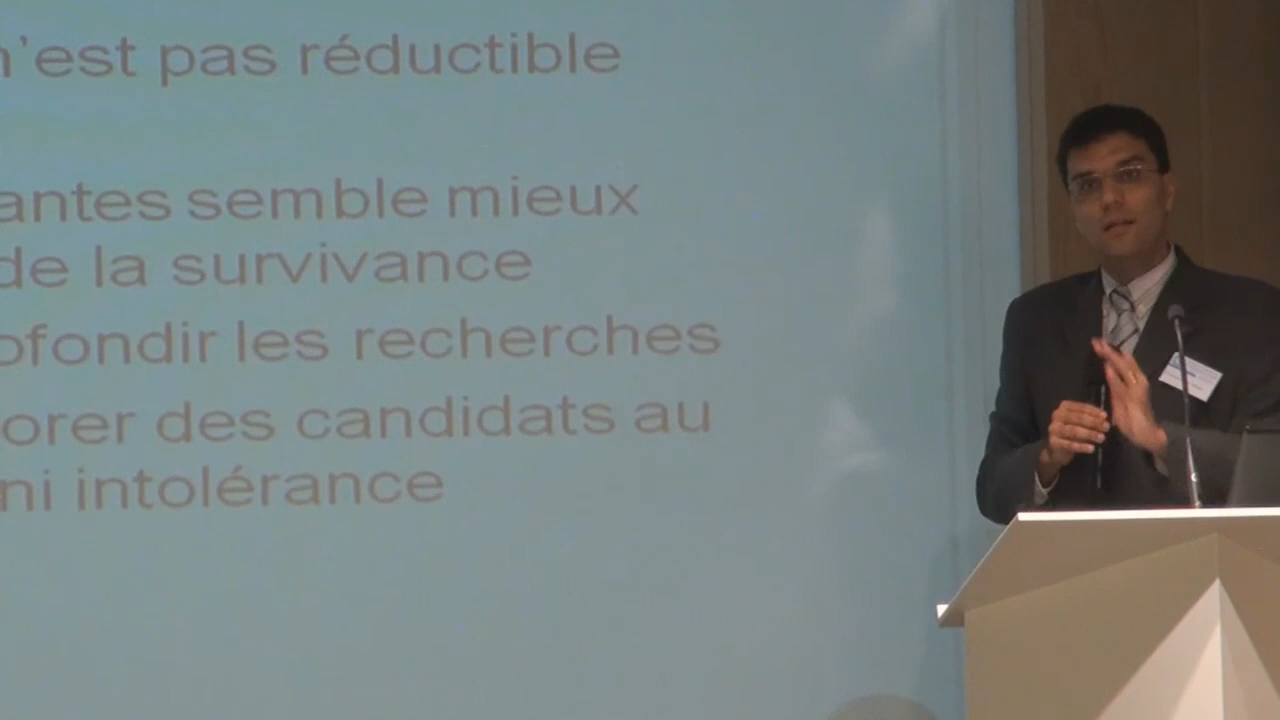 n'est pas réductible
antes semble mieux
de la survivance
ofondir les recherches
orer des candidats au
ni intolérance